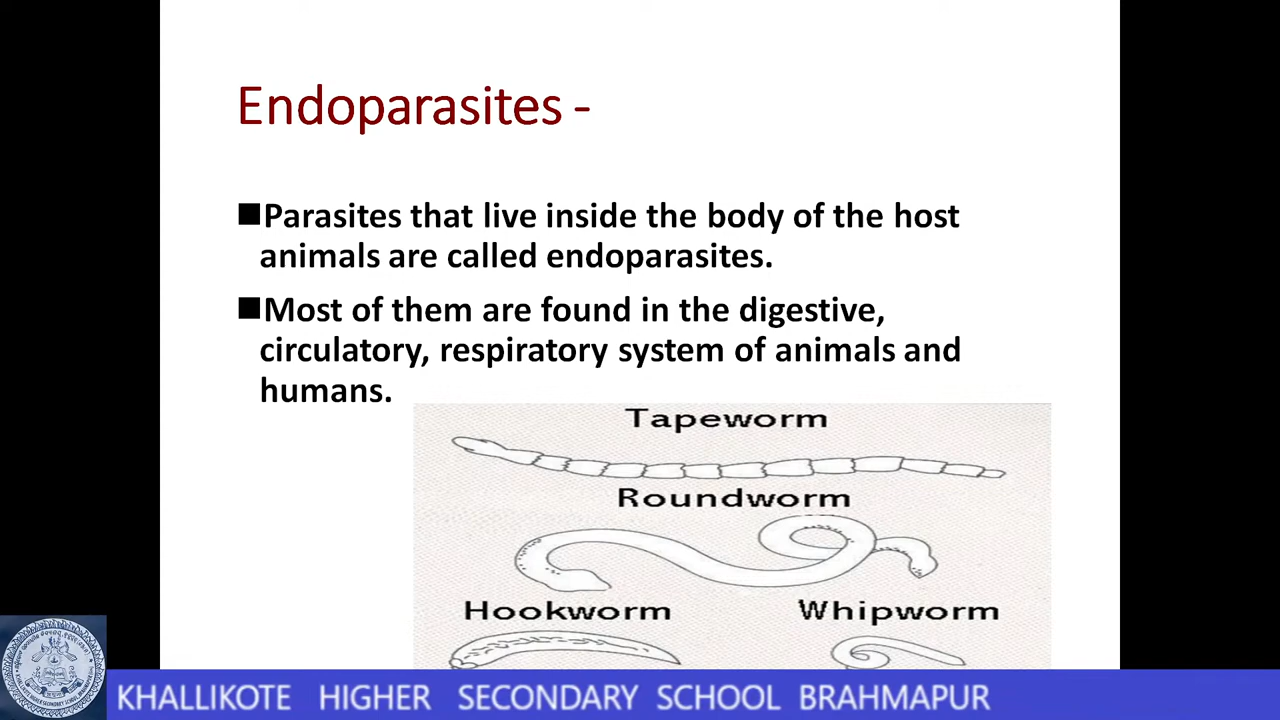 Endoparasites -
■Parasites that live inside the body of the host
animals are called endoparasites.
■Most of them are found in the digestive,
circulatory, respiratory system of animals and
humans.
Tapeworm
Roundworm
Hookworm Whipworm
KHALLIKOTE HIGHER SECONDARY SCHOOL BRAHMAPUR